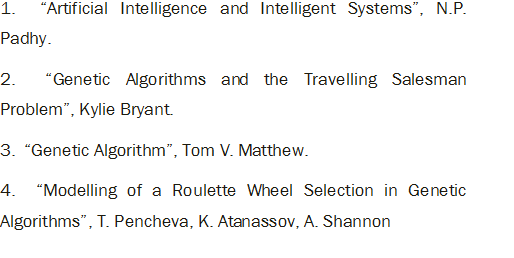 1. “Artificial Intelligence and Intelligent Systems”, N.P.
Padhy.
2. “Genetic Algorithms and the Travelling Salesman
Problem”, Kylie Bryant.
3. “Genetic Algorithm”, Tom V. Matthew.
4. “Modelling of a Roulette Wheel Selection in Genetic
Algorithms”, T. Pencheva, K. Atanassov, A. Shannon